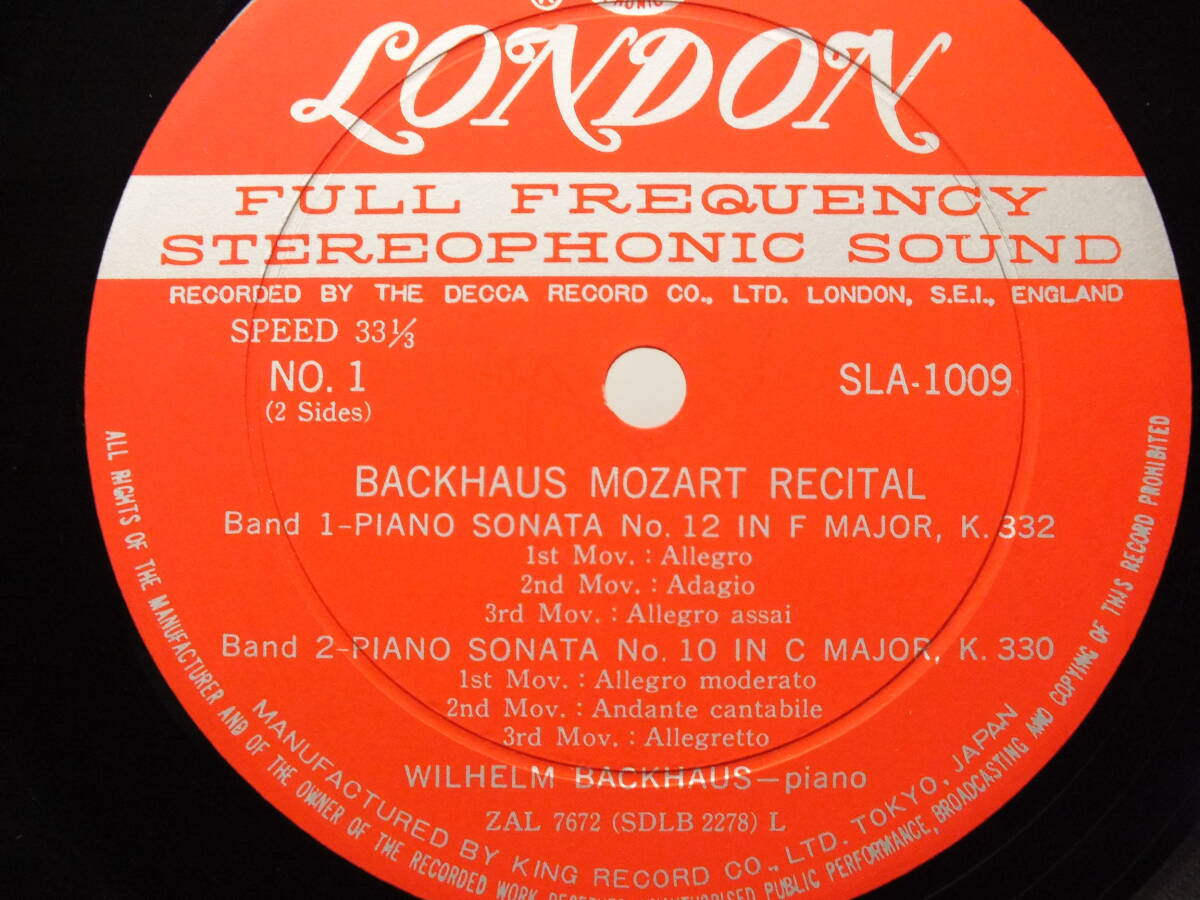 LONDON
FULL FREQUENCY
STEREOPHONIC SOUND
RECORDED BY THE DECCA RECORD CO., LTD. LONDON, S.E.I., ENGLAND
SPEED 33⅓
NO. 1
(2 Sides)
SLA-1009
BACKHAUS MOZART RECITAL
Band 1-PIANO SONATA No. 12 IN F MAJOR, K. 332
1st Mov. : Allegro
2nd Mov. : Adagio
3rd Mov. : Allegro assai
Band 2-PIANO SONATA No. 10 IN C MAJOR, K. 330
1st Mov. : Allegro moderato
2nd Mov. : Andante cantabile
3rd Mov. : Allegretto
WILHELM BACKHAUS—piano
ZAL 7672 (SDLB 2278) L
MANUFACTURED BY KING RECORD CO., LTD. TOKYO, JAPAN
ALL RIGHTS OF THE MANUFACTURER AND OF THE OWNER OF THE RECORDED WORK RESERVED UNAUTHORISED PUBLIC PERFORMANCE, BROADCASTING AND COPYING OF THIS RECORD PROHIBITED